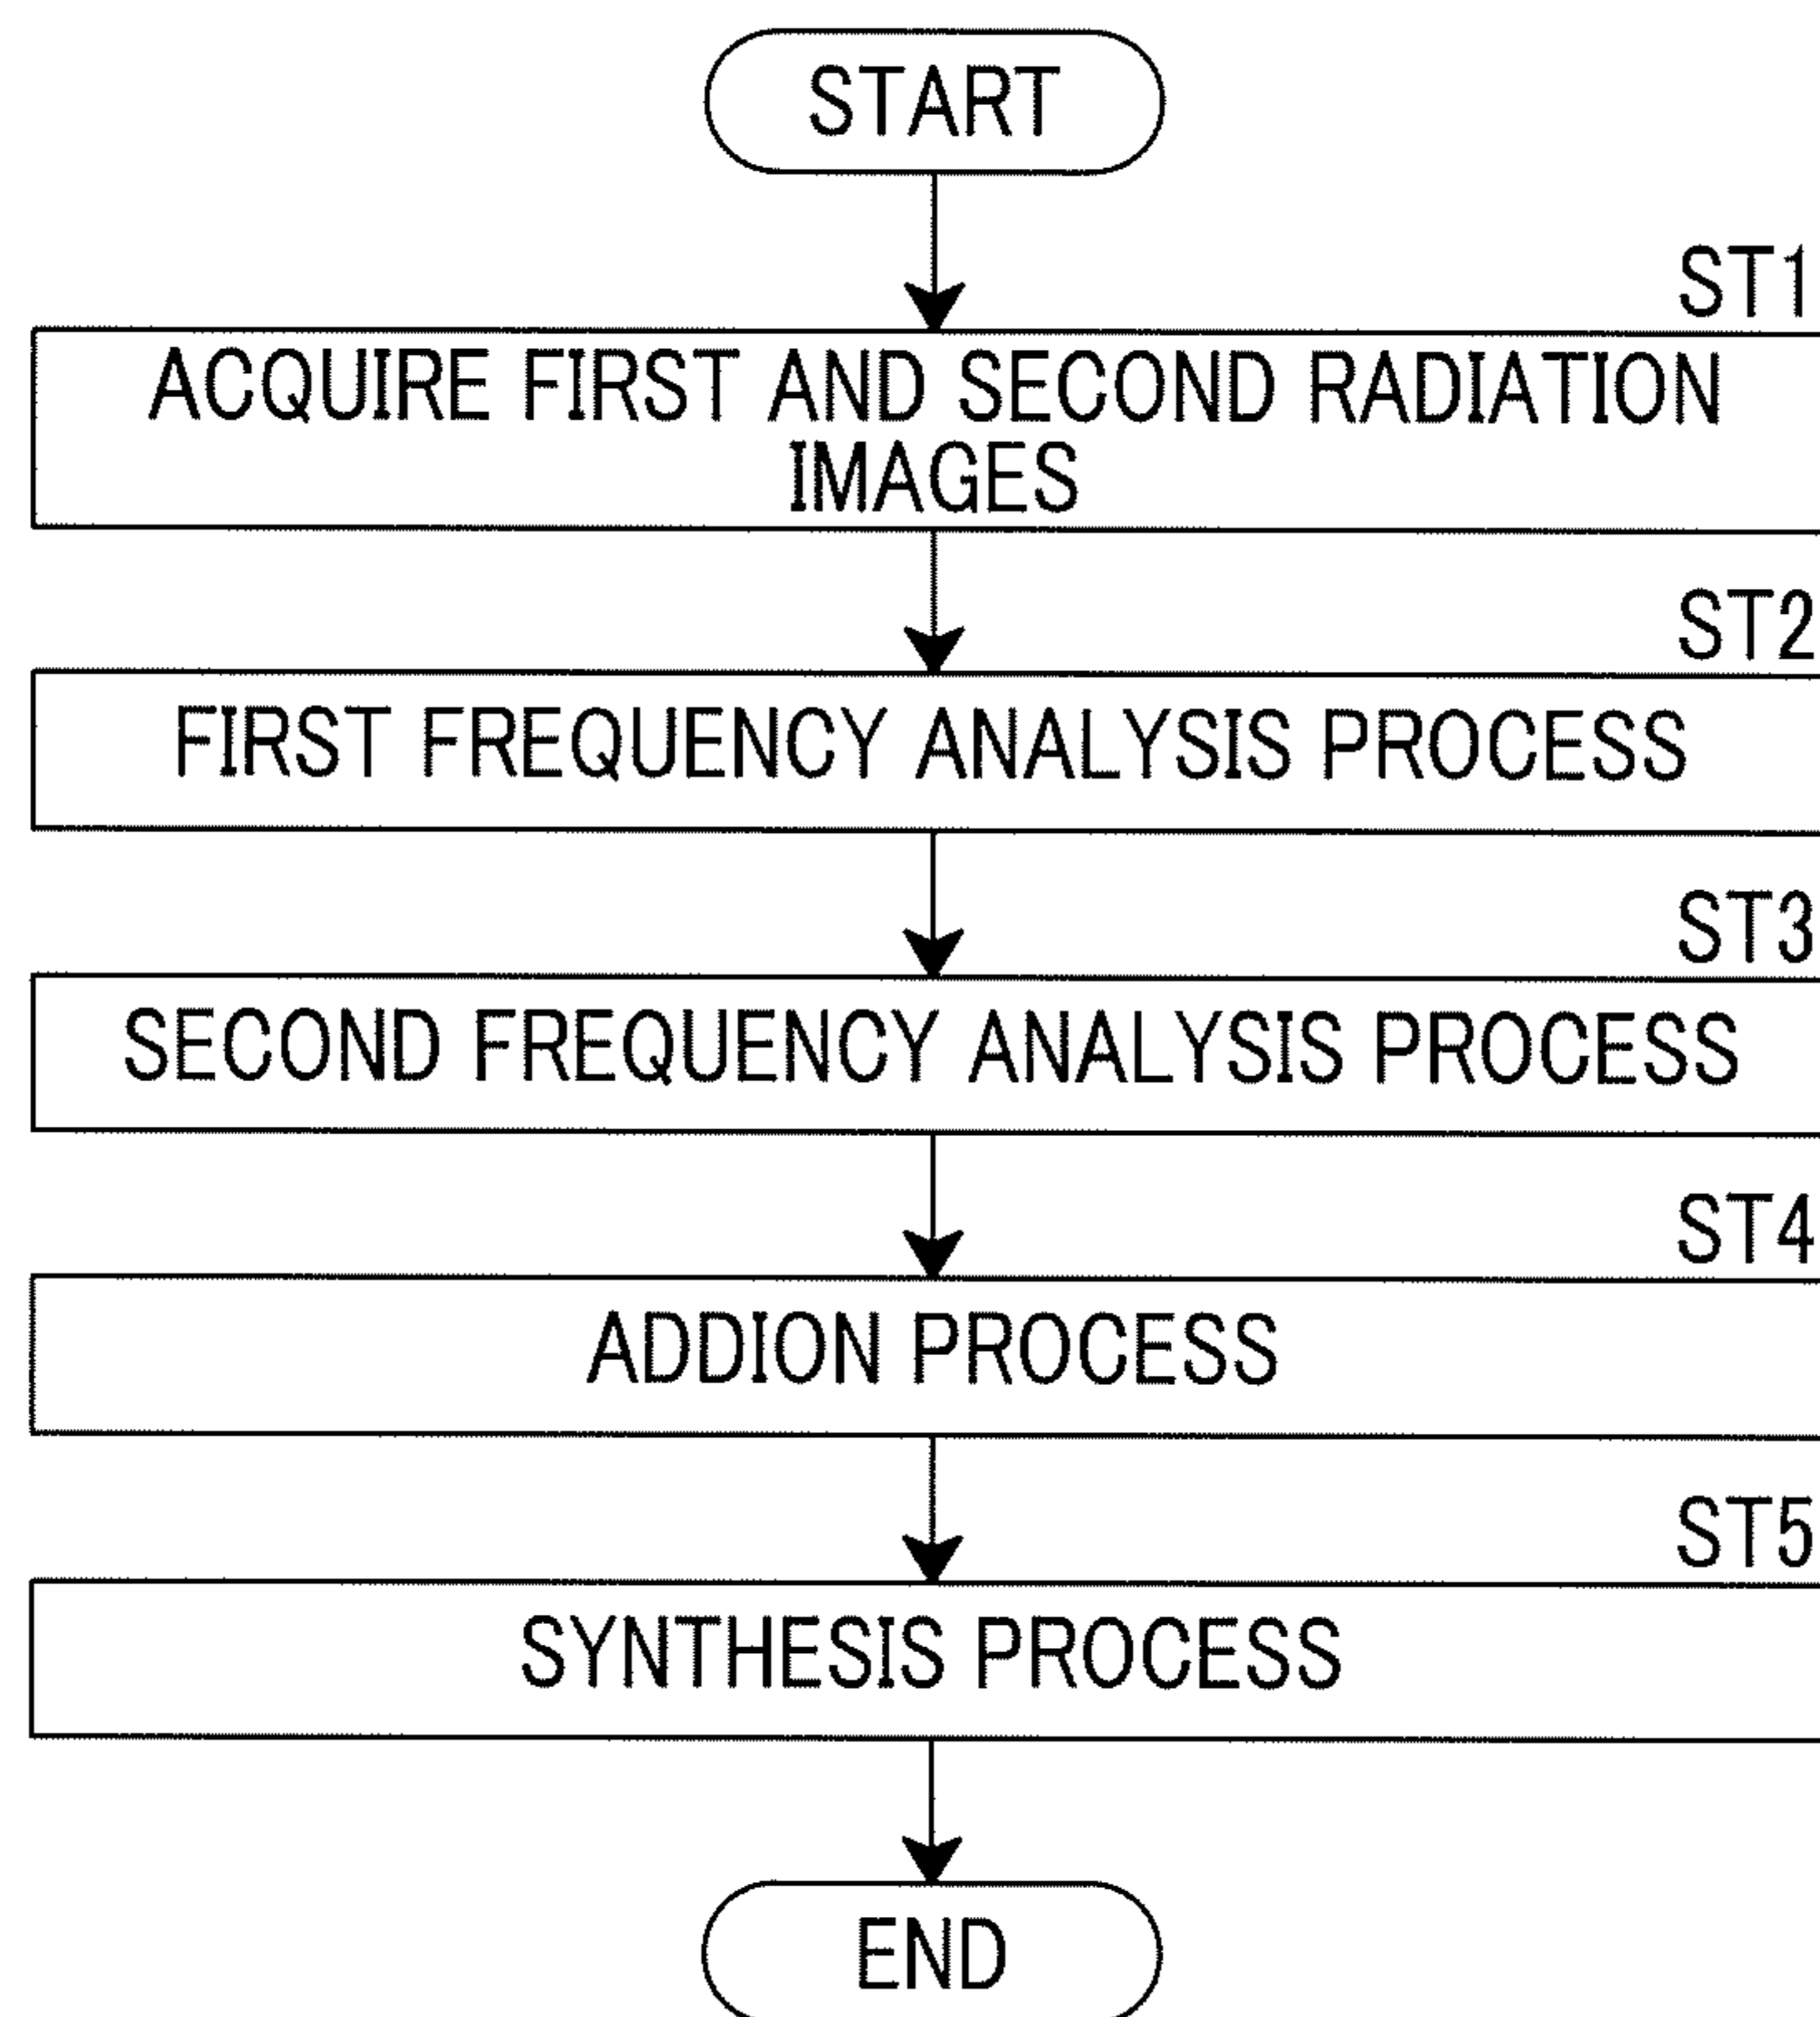 START
ST1
ACQUIRE FIRST AND SECOND RADIATION
IMAGES
ST2
FIRST FREQUENCY ANALYSIS PROCESS
ST3
SECOND FREQUENCY ANALYSIS PROCESS
ST4
ADDION PROCESS
ST5
SYNTHESIS PROCESS
END